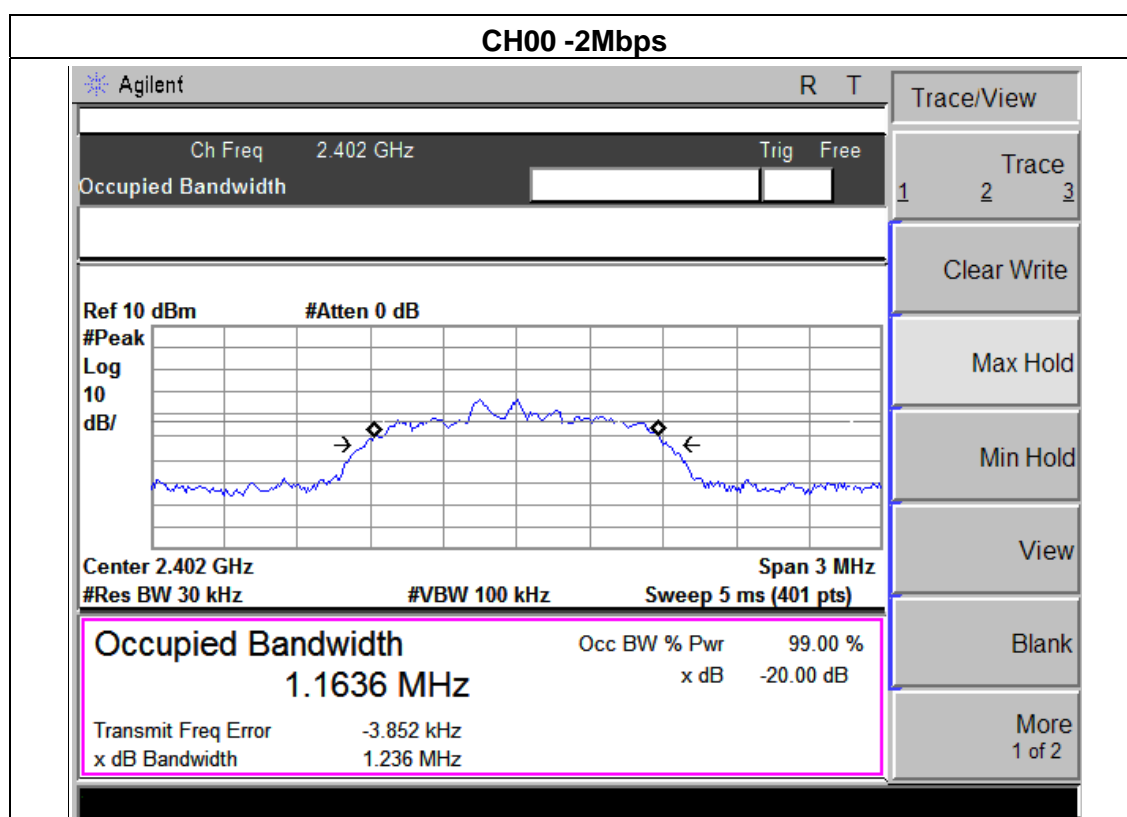 CH00 -2Mbps
Agilent R T
Ch Freq 2.402 GHz Trig Free
Occupied Bandwidth
Ref 10 dBm #Atten 0 dB
#Peak
Log
10
dB/
Center 2.402 GHz Span 3 MHz
#Res BW 30 kHz #VBW 100 kHz Sweep 5 ms (401 pts)
Occupied Bandwidth Occ BW % Pwr 99.00 %
1.1636 MHz x dB -20.00 dB
Transmit Freq Error -3.852 kHz
x dB Bandwidth 1.236 MHz
Trace/View
Trace
1 2 3
Clear Write
Max Hold
Min Hold
View
Blank
More
1 of 2